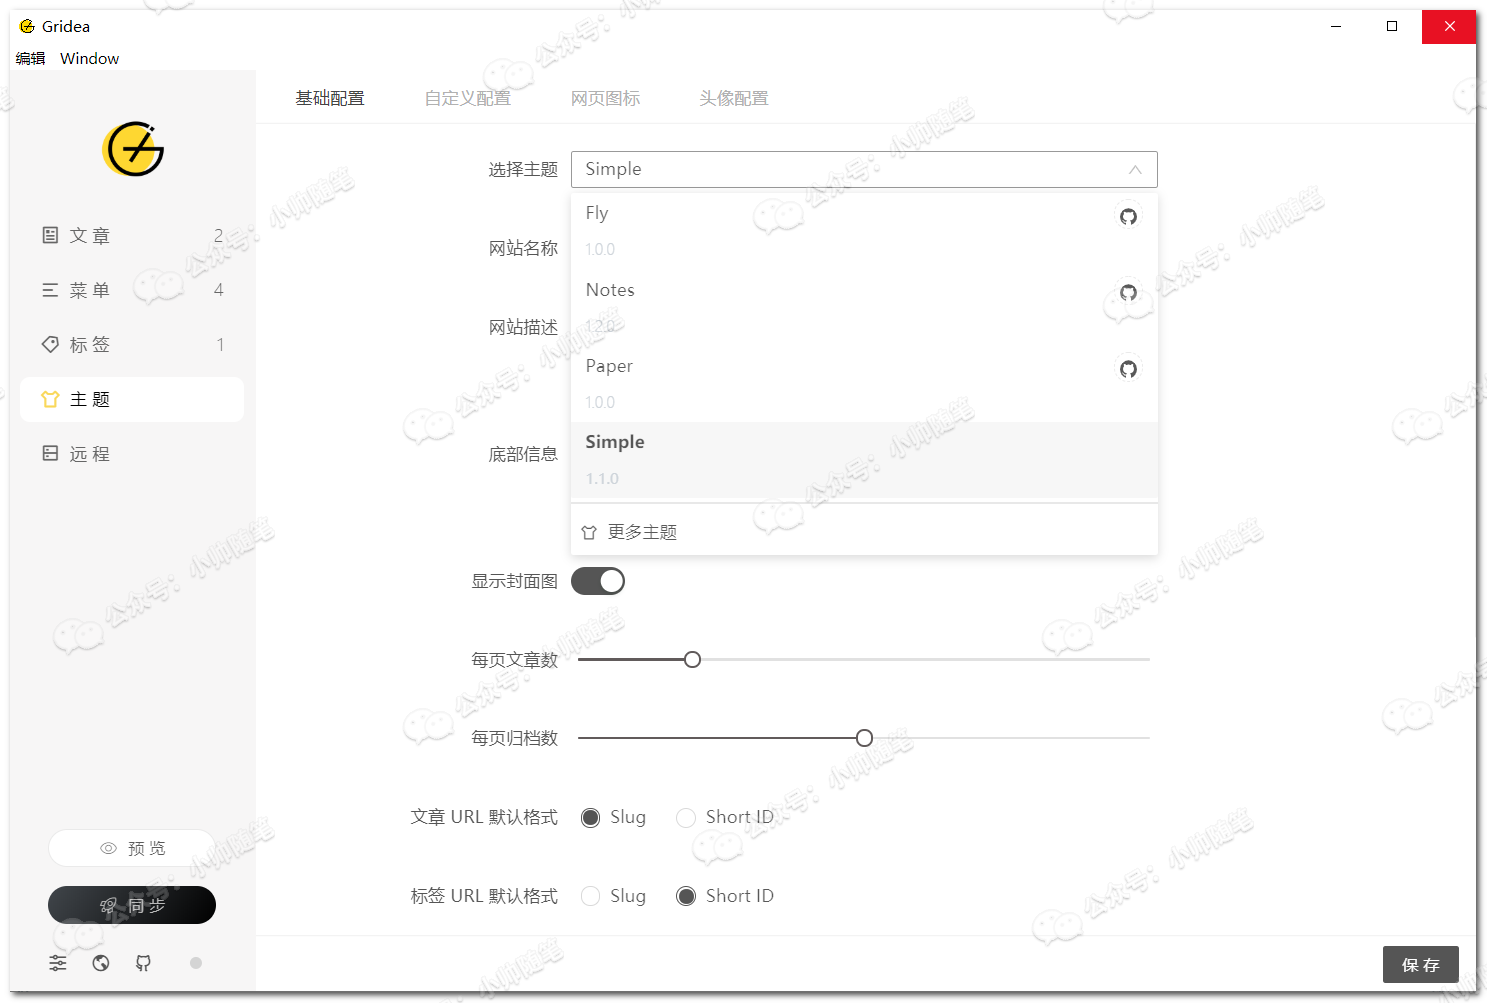 Gridea
编辑 Window
基础配置 自定义配置 网页图标 头像配置
选择主题 Simple
Fly
1.0.0
Notes
1.2.0
Paper
1.0.0
Simple
1.1.0
更多主题
文章 2
菜单 4
标签 1
主题
远程
网站名称
网站描述
底部信息
显示封面图
每页文章数
每页归档数
文章 URL 默认格式 Slug Short ID
标签 URL 默认格式 Slug Short ID
预览
同步
保存
公众号：小帅随笔